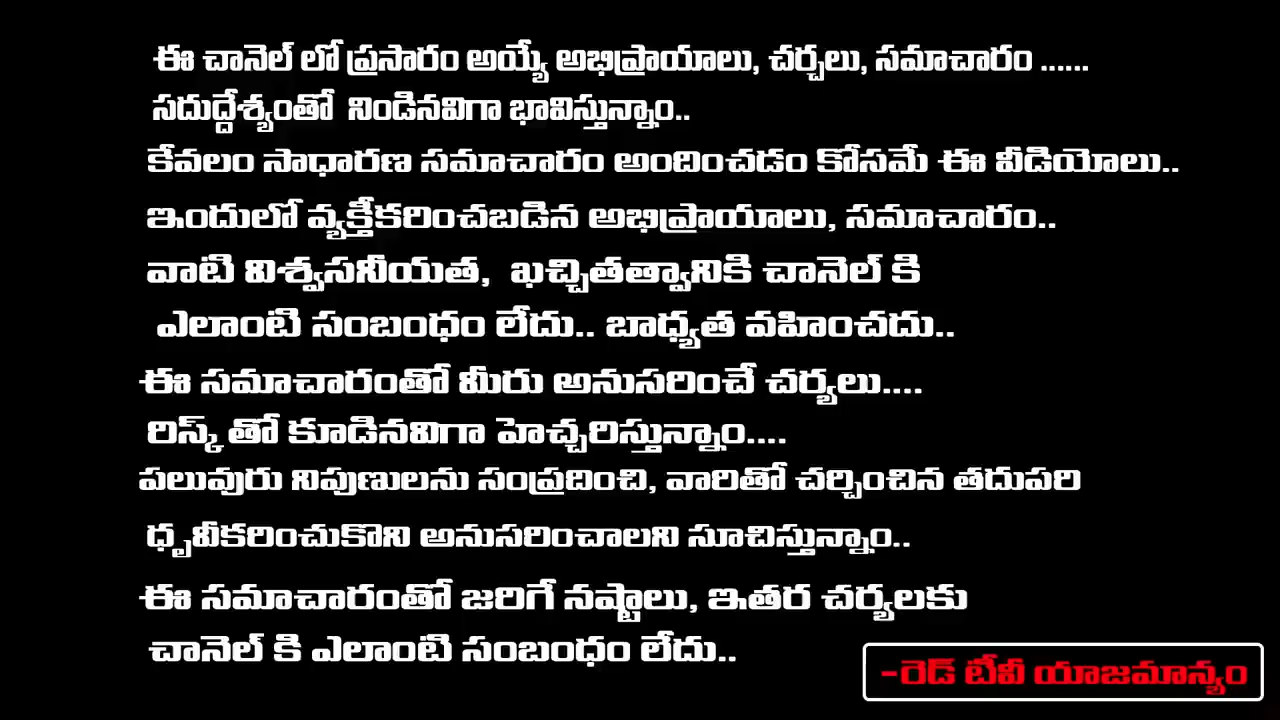 ఈ చానెల్ లో ప్రసారం అయ్యే అభిప్రాయాలు, చర్చలు, సమాచారం ......
సదుద్దేశ్యంతో నిండినవిగా భావిస్తున్నాం..
కేవలం సాధారణ సమాచారం అందించడం కోసమే ఈ వీడియోలు..
ఇందులో వ్యక్తీకరించబడిన అభిప్రాయాలు, సమాచారం..
వాటి విశ్వసనీయత, ఖచ్చితత్వానికి చానెల్ కి
ఎలాంటి సంబంధం లేదు.. బాధ్యత వహించదు..
ఈ సమాచారంతో మీరు అనుసరించే చర్యలు....
రిస్క్ తో కూడినవిగా హెచ్చరిస్తున్నాం....
పలువురు నిపుణులను సంప్రదించి, వారితో చర్చించిన తదుపరి
ధృవీకరించుకొని అనుసరించాలని సూచిస్తున్నాం..
ఈ సమాచారంతో జరిగే నష్టాలు, ఇతర చర్యలకు
చానెల్ కి ఎలాంటి సంబంధం లేదు..
-రెడ్ టీవీ యాజమాన్యం